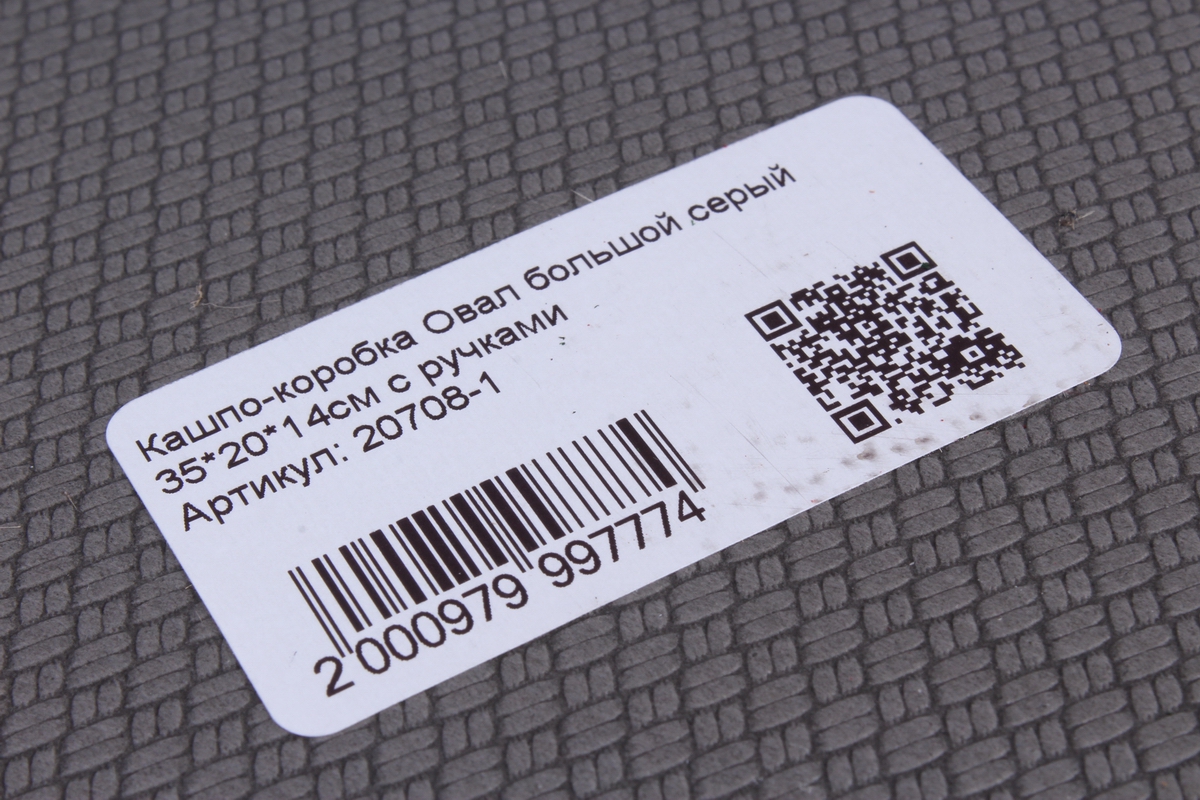 Кашпо-коробка Овал большой серый
35*20*14см с ручками
Артикул: 20708-1
2 000979 997774